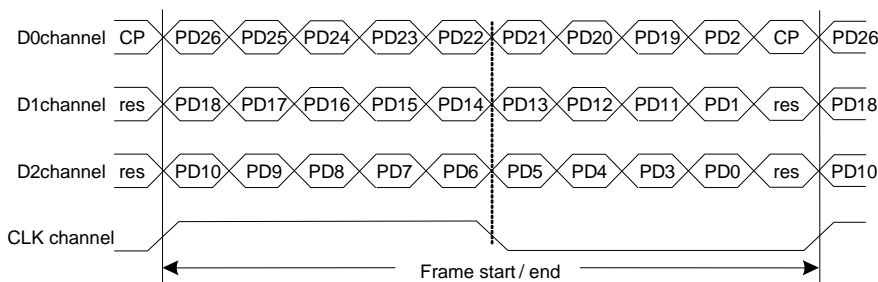 D0channel CP PD26 PD25 PD24 PD23 PD22 PD21 PD20 PD19 PD2 CP PD26
D1channel res PD18 PD17 PD16 PD15 PD14 PD13 PD12 PD11 PD1 res PD18
D2channel res PD10 PD9 PD8 PD7 PD6 PD5 PD4 PD3 PD0 res PD10
CLK channel
Frame start / end